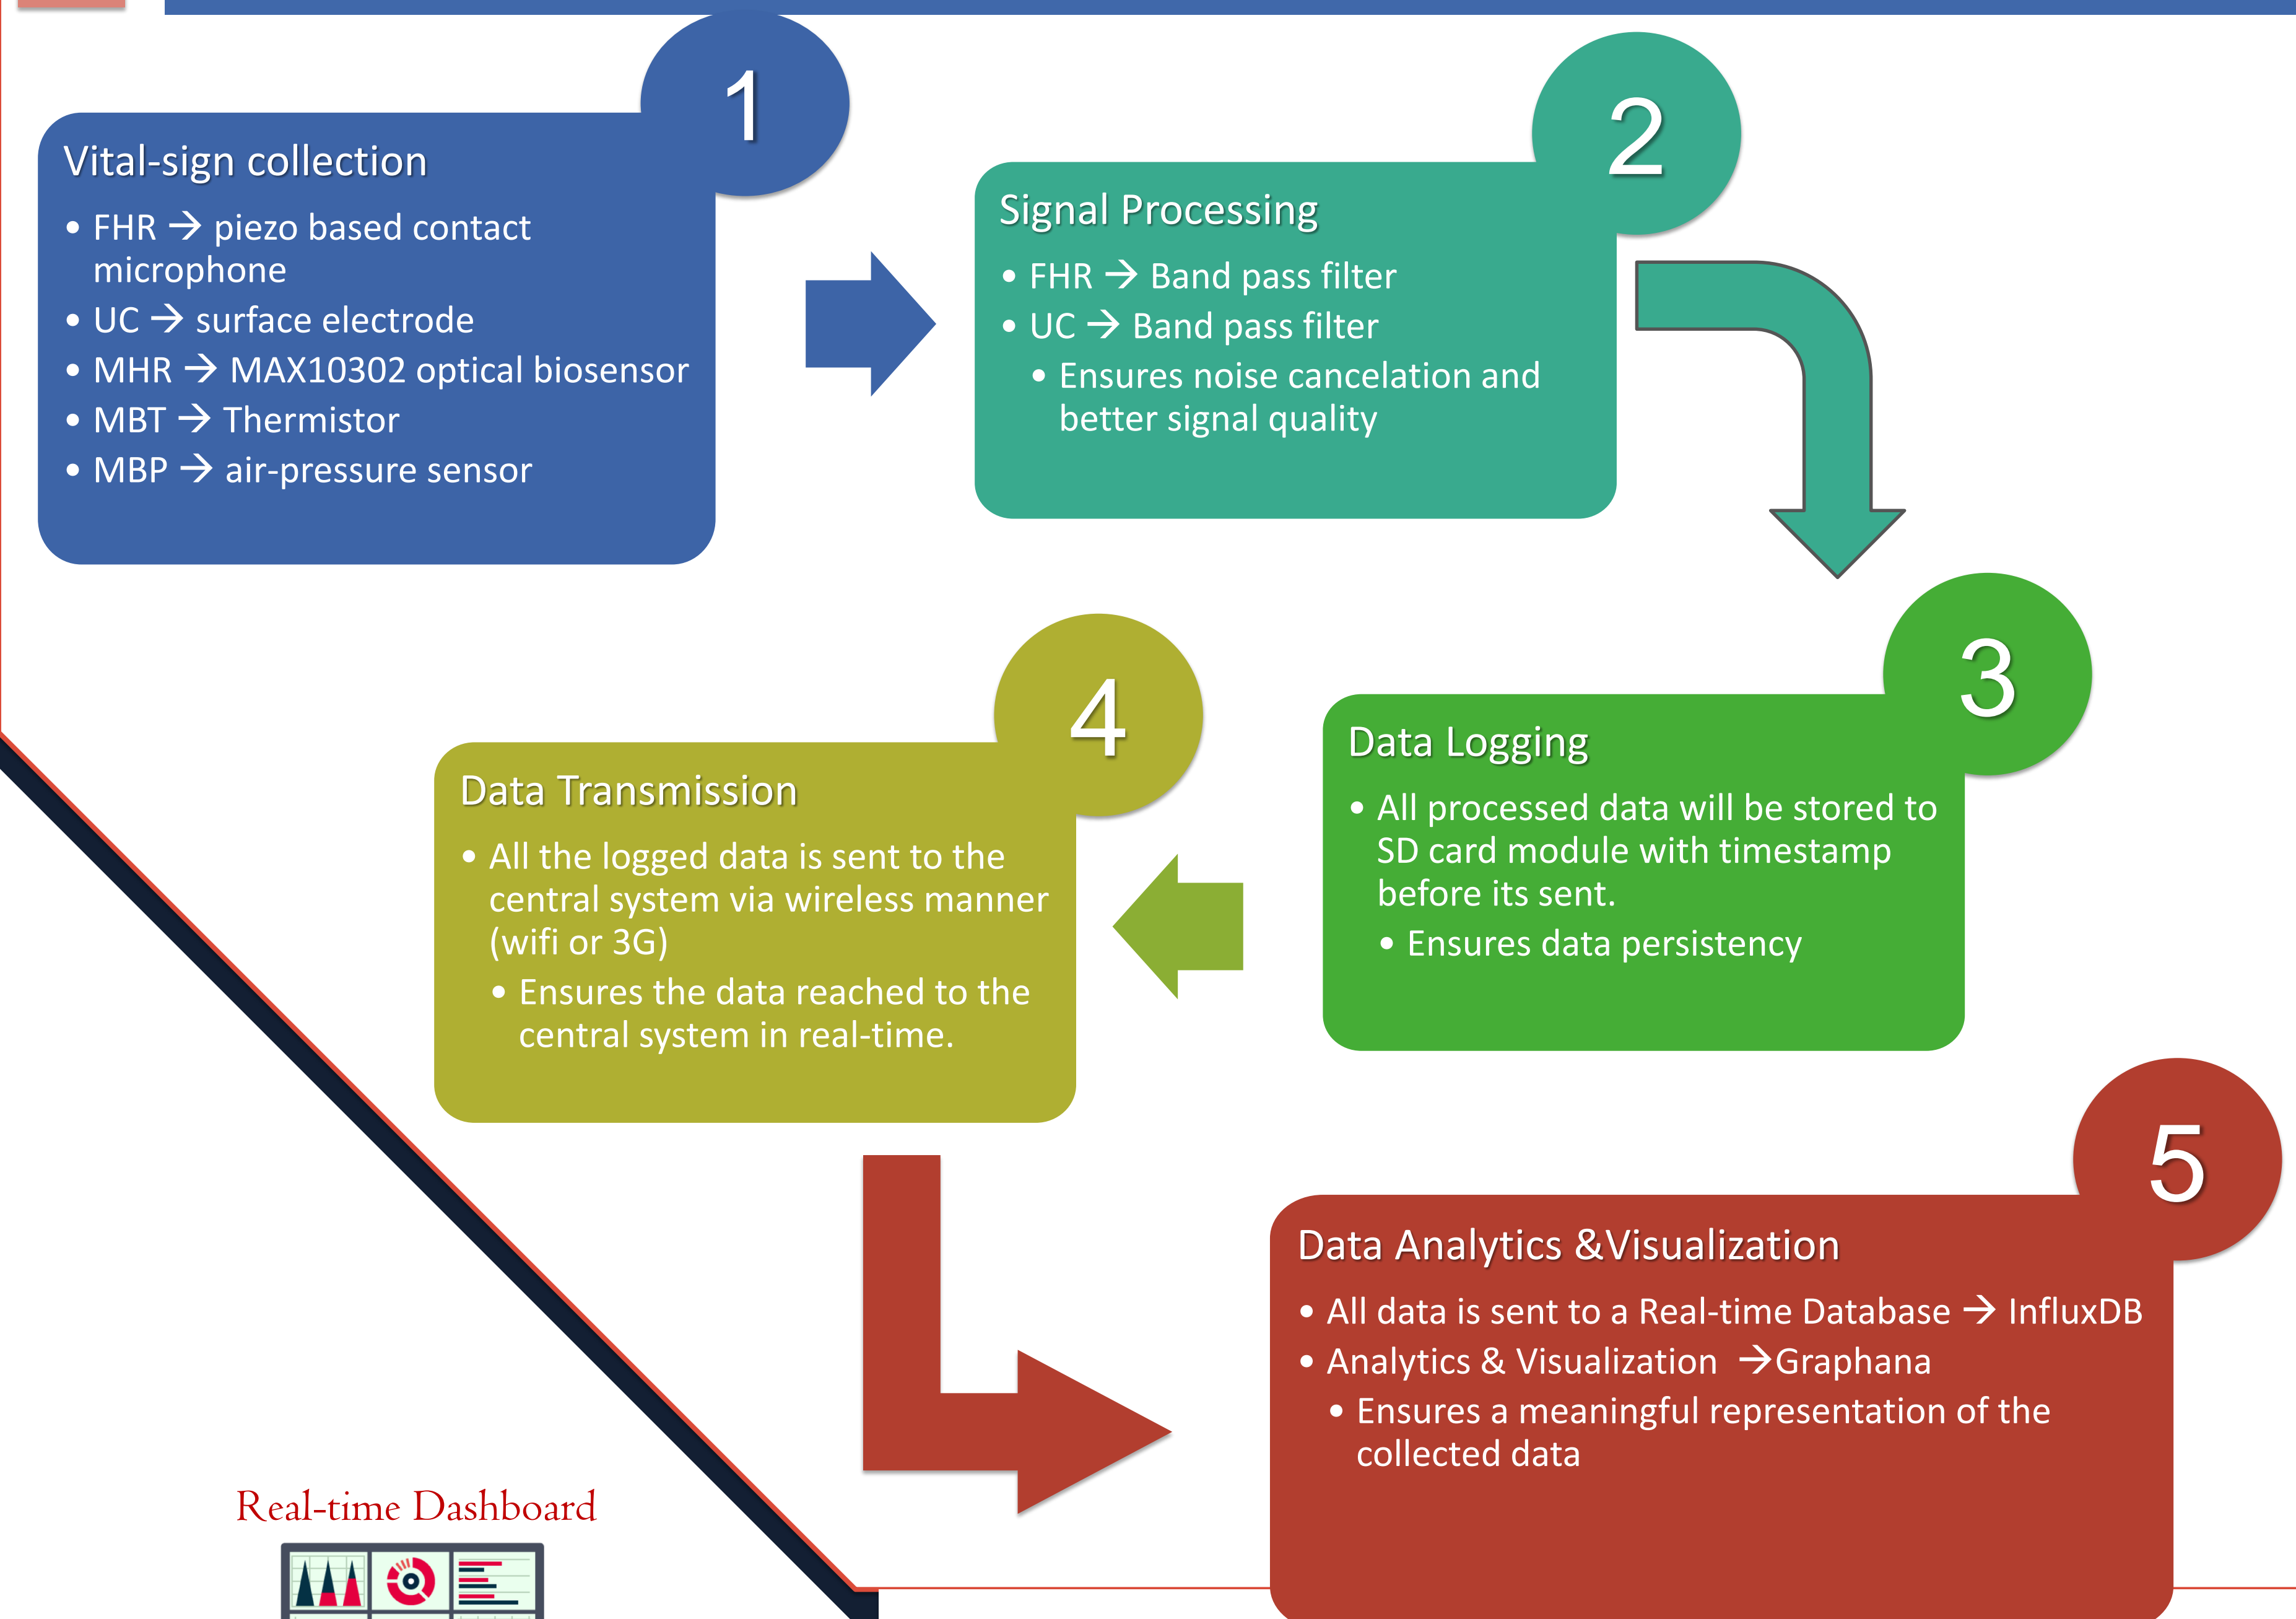 1
Vital-sign collection
• FHR → piezo based contact
microphone
• UC → surface electrode
• MHR → MAX10302 optical biosensor
• MBT → Thermistor
• MBP → air-pressure sensor
2
Signal Processing
• FHR → Band pass filter
• UC → Band pass filter
• Ensures noise cancelation and
better signal quality
3
Data Logging
• All processed data will be stored to
SD card module with timestamp
before its sent.
• Ensures data persistency
4
Data Transmission
• All the logged data is sent to the
central system via wireless manner
(wifi or 3G)
• Ensures the data reached to the
central system in real-time.
5
Data Analytics &Visualization
• All data is sent to a Real-time Database → InfluxDB
• Analytics & Visualization →Graphana
• Ensures a meaningful representation of the
collected data
Real-time Dashboard